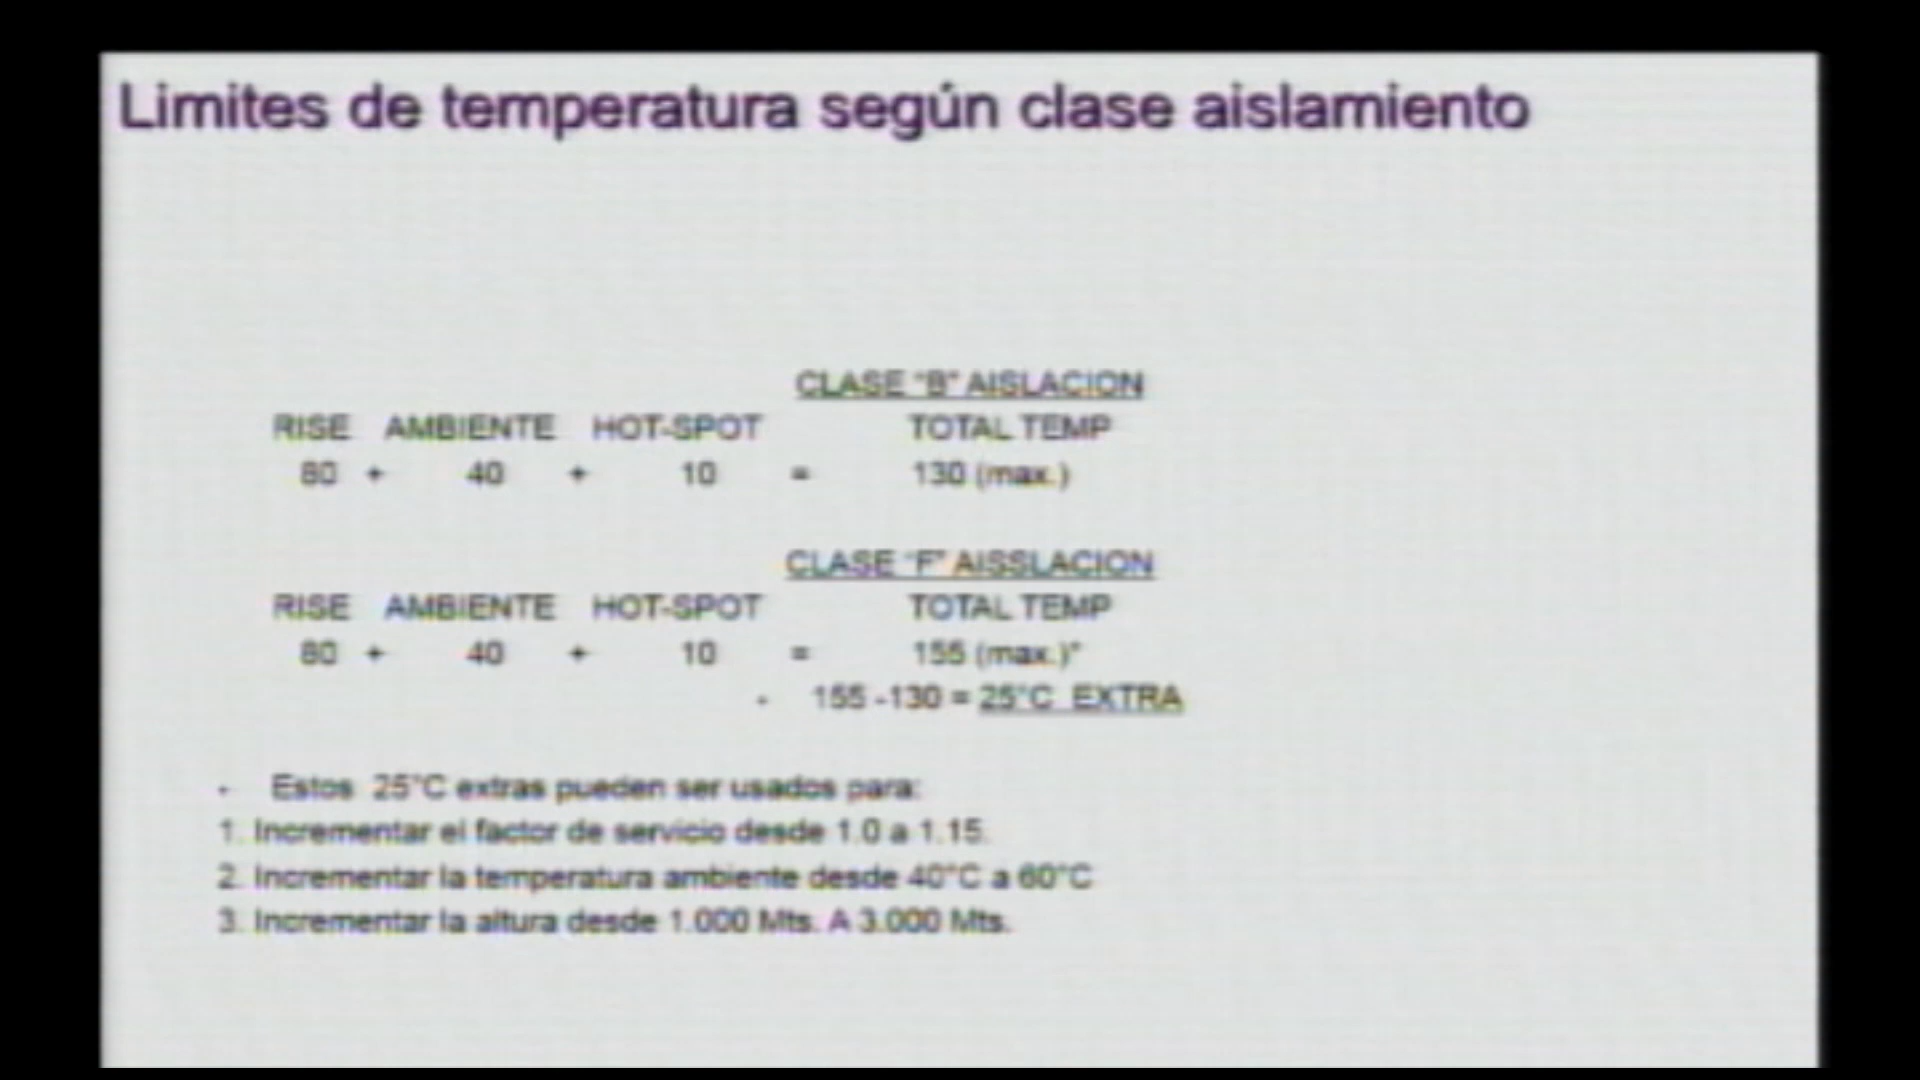 Limites de temperatura según clase aislamiento
CLASE "B" AISLACION
RISE AMBIENTE HOT-SPOT TOTAL TEMP
80 + 40 + 10 = 130 (max.)
CLASE "F" AISSLACION
RISE AMBIENTE HOT-SPOT TOTAL TEMP
80 + 40 + 10 = 155 (max.)*
- 155 -130 = 25°C EXTRA
- Estos 25°C extras pueden ser usados para:
1. Incrementar el factor de servicio desde 1.0 a 1.15.
2. Incrementar la temperatura ambiente desde 40°C a 60°C
3. Incrementar la altura desde 1.000 Mts. A 3.000 Mts.